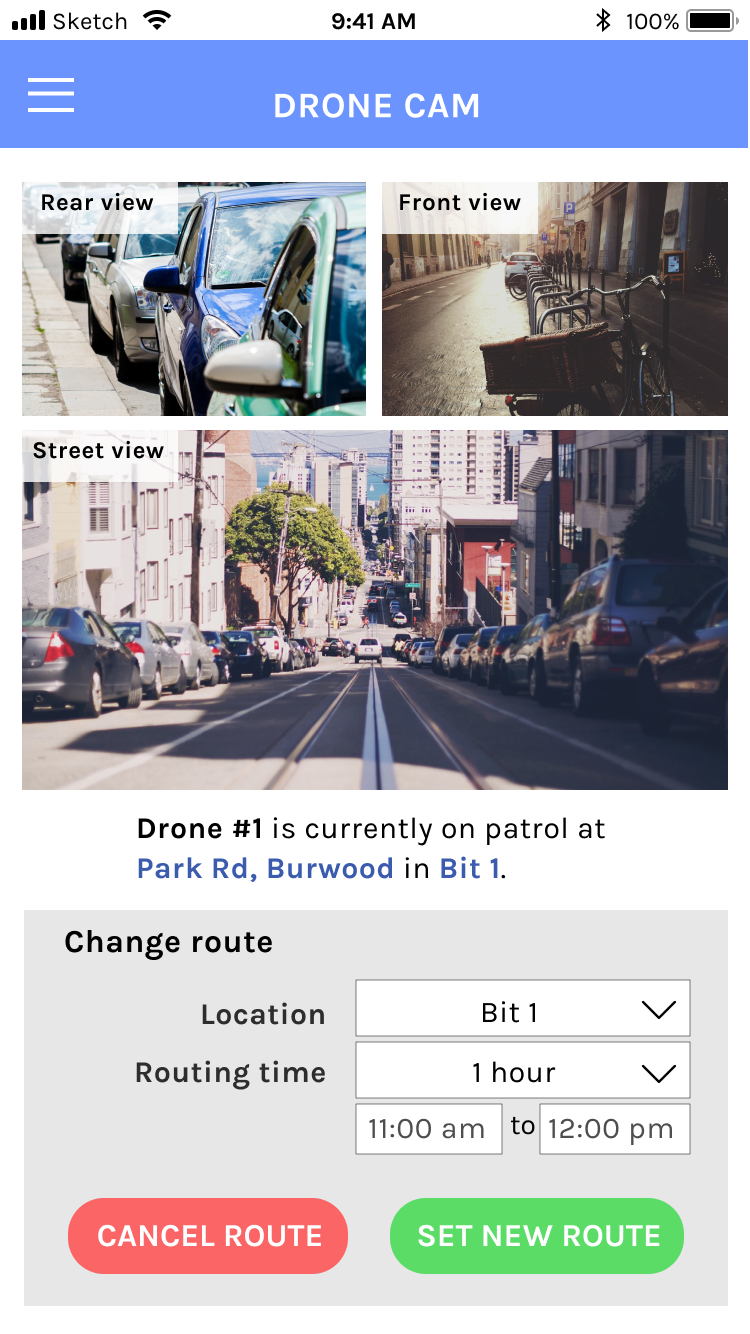 Sketch 9:41 AM 100%
DRONE CAM
Rear view
Front view
Street view
Drone #1 is currently on patrol at
Park Rd, Burwood in Bit 1.
Change route
Location
Bit 1
Routing time
1 hour
11:00 am to 12:00 pm
CANCEL ROUTE
SET NEW ROUTE